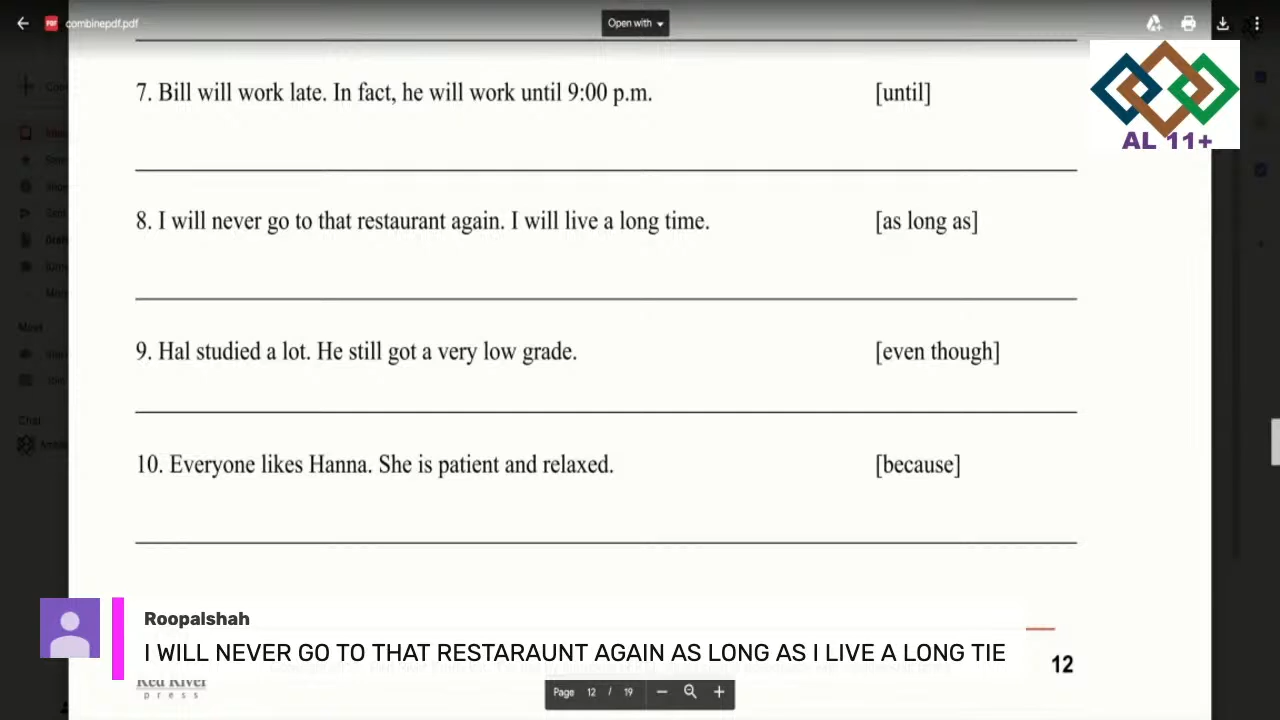 combinepdf.pdf
Open with
7. Bill will work late. In fact, he will work until 9:00 p.m. [until]
AL 11+
8. I will never go to that restaurant again. I will live a long time. [as long as]
9. Hal studied a lot. He still got a very low grade. [even though]
10. Everyone likes Hanna. She is patient and relaxed. [because]
Roopalshah
I WILL NEVER GO TO THAT RESTARAUNT AGAIN AS LONG AS I LIVE A LONG TIE
12
Red River
press
Page 12 / 19